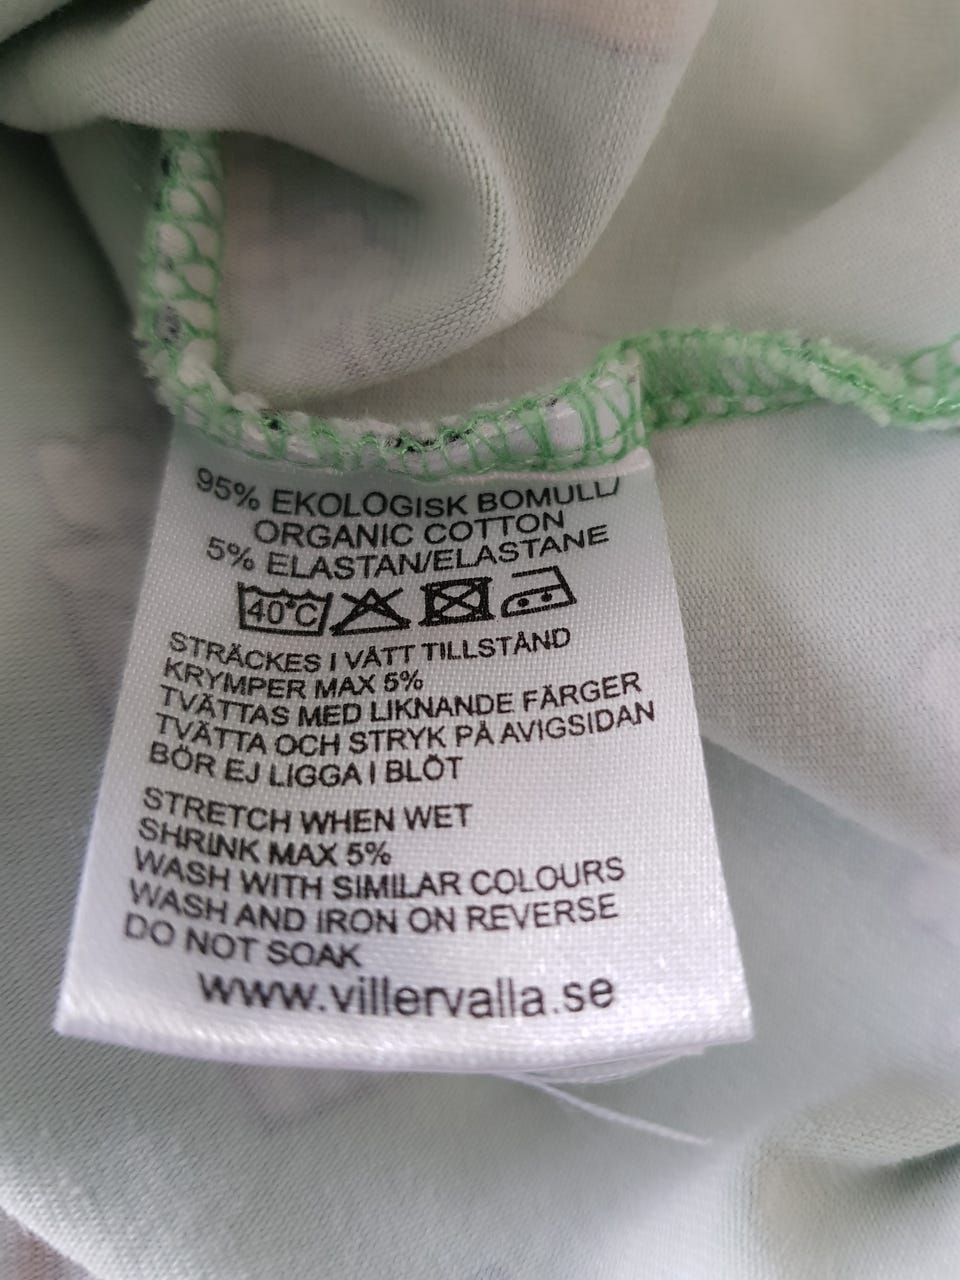 95% EKOLOGISK BOMULL/
ORGANIC COTTON
5% ELASTAN/ELASTANE
40°C
STRÄCKES I VÅTT TILLSTÅND
KRYMPER MAX 5%
TVÄTTAS MED LIKNANDE FÄRGER
TVÄTTA OCH STRYK PÅ AVIGSIDAN
BÖR EJ LIGGA I BLÖT
STRETCH WHEN WET
SHRINK MAX 5%
WASH WITH SIMILAR COLOURS
WASH AND IRON ON REVERSE
DO NOT SOAK
www.villervalla.se